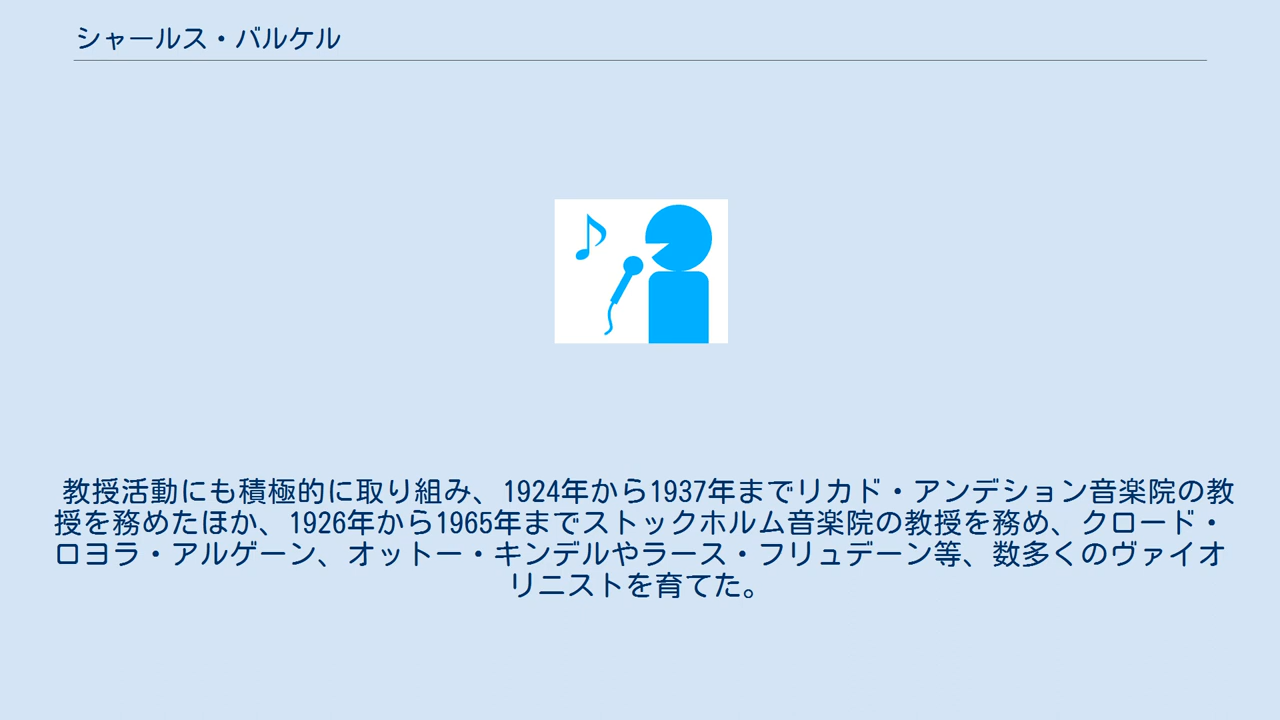 シャールス・バルケル
教授活動にも積極的に取り組み、1924年から1937年までリカド・アンデション音楽院の教
授を務めたほか、1926年から1965年までストックホルム音楽院の教授を務め、クロード・
ロヨラ・アルゲーン、オットー・キンデルやラース・フリュデーン等、数多くのヴァイオ
リニストを育てた。